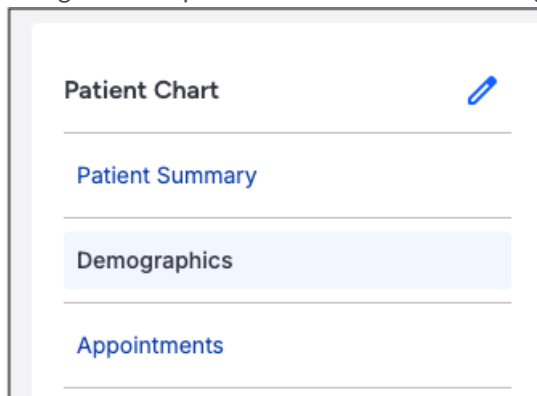 Patient Chart
Patient Summary
Demographics
Appointments